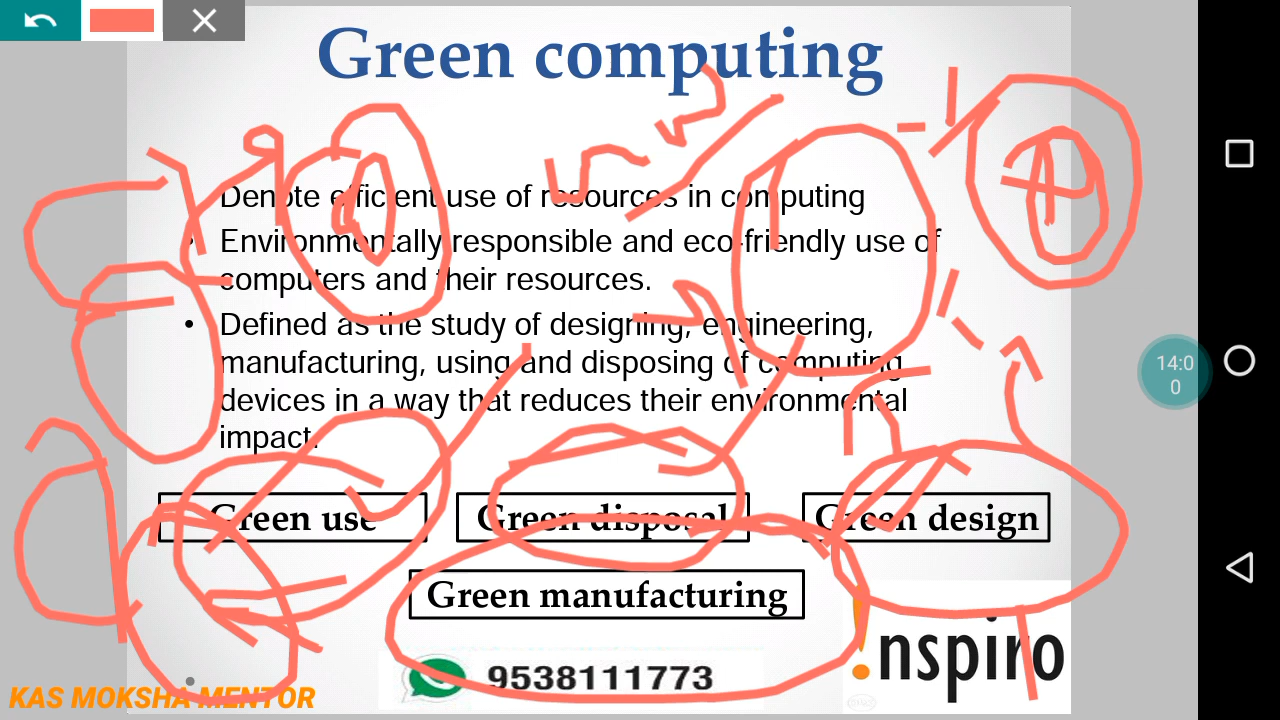 Green computing
Denote efficient use of resources in computing
• Environmentally responsible and eco-friendly use of
computers and their resources.
• Defined as the study of designing, engineering,
manufacturing, using and disposing of computing
devices in a way that reduces their environmental
impact.
Green use
Green disposal
Green design
Green manufacturing
9538111773
!nspiro
KAS MOKSHA MENTOR
14:0
0